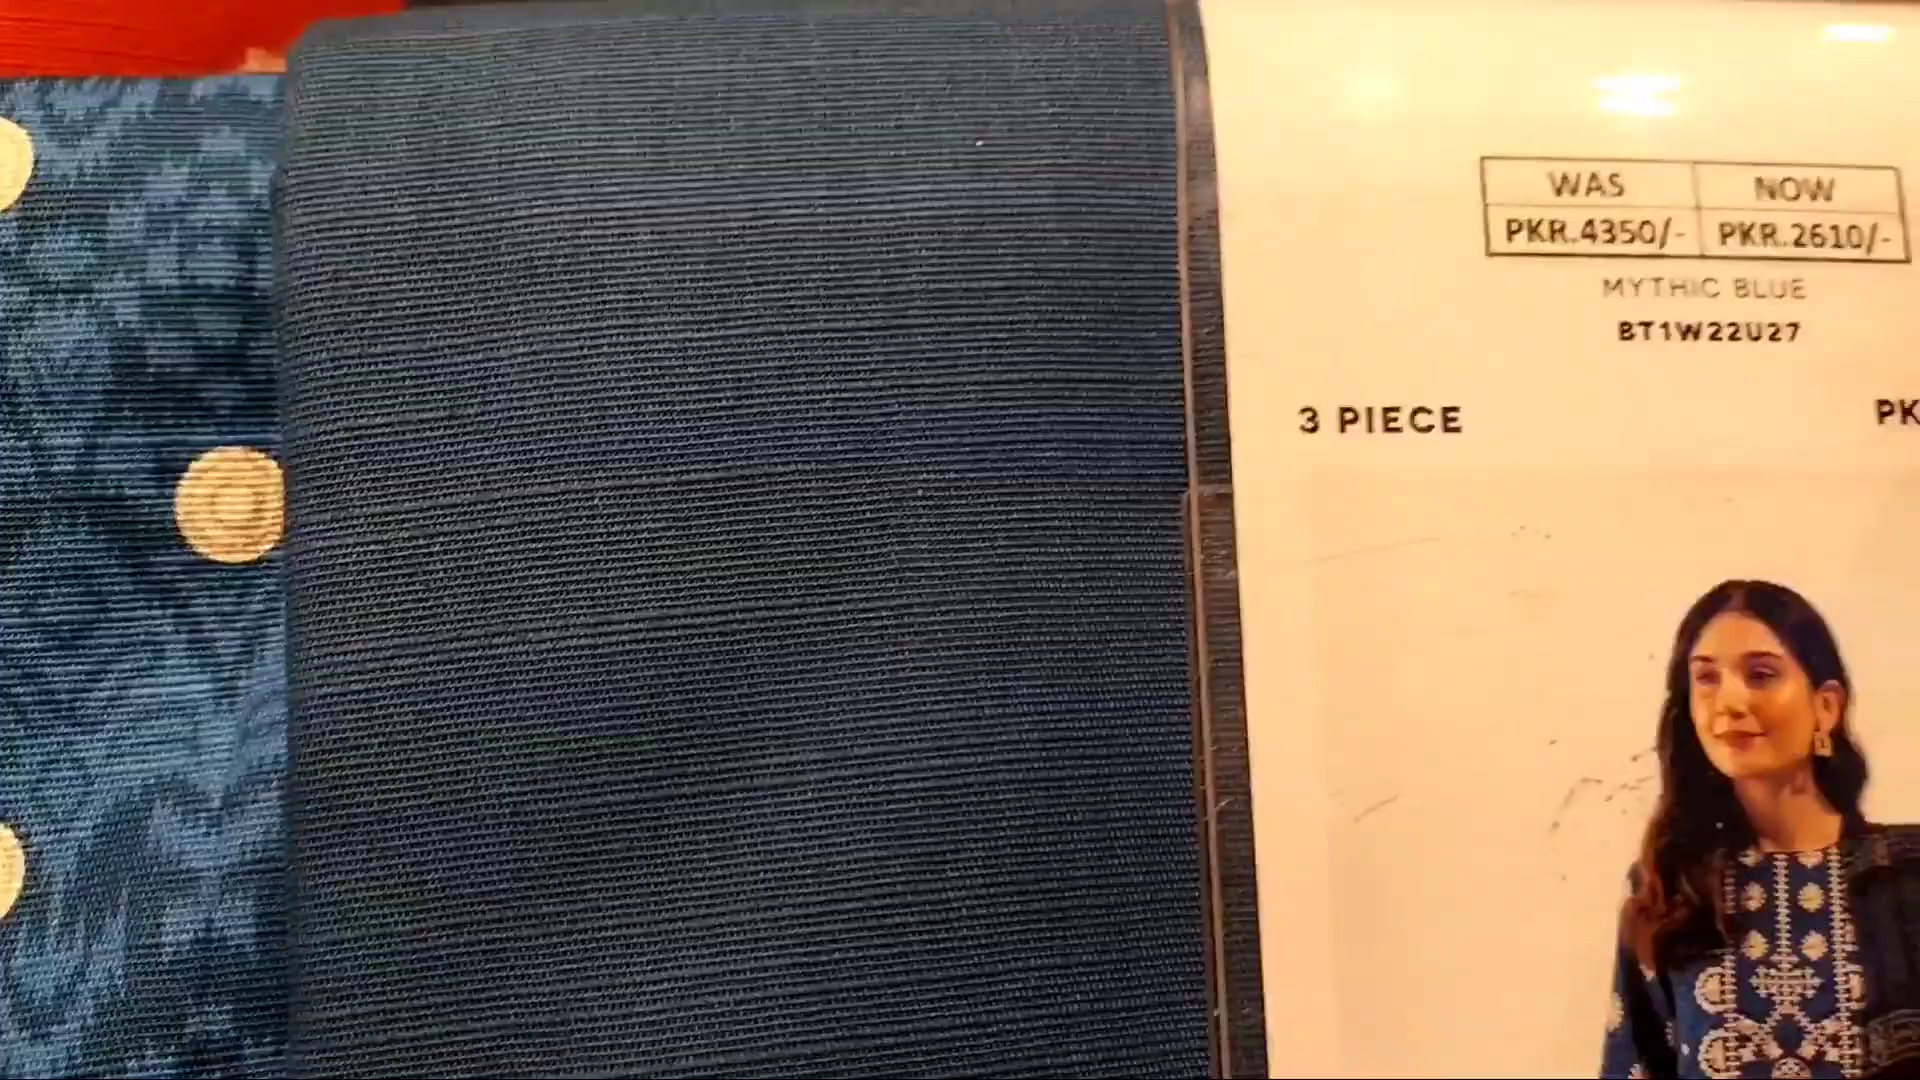 WAS NOW
PKR.4350/- PKR.2610/-
MYTHIC BLUE
BT1W22U27
3 PIECE PK